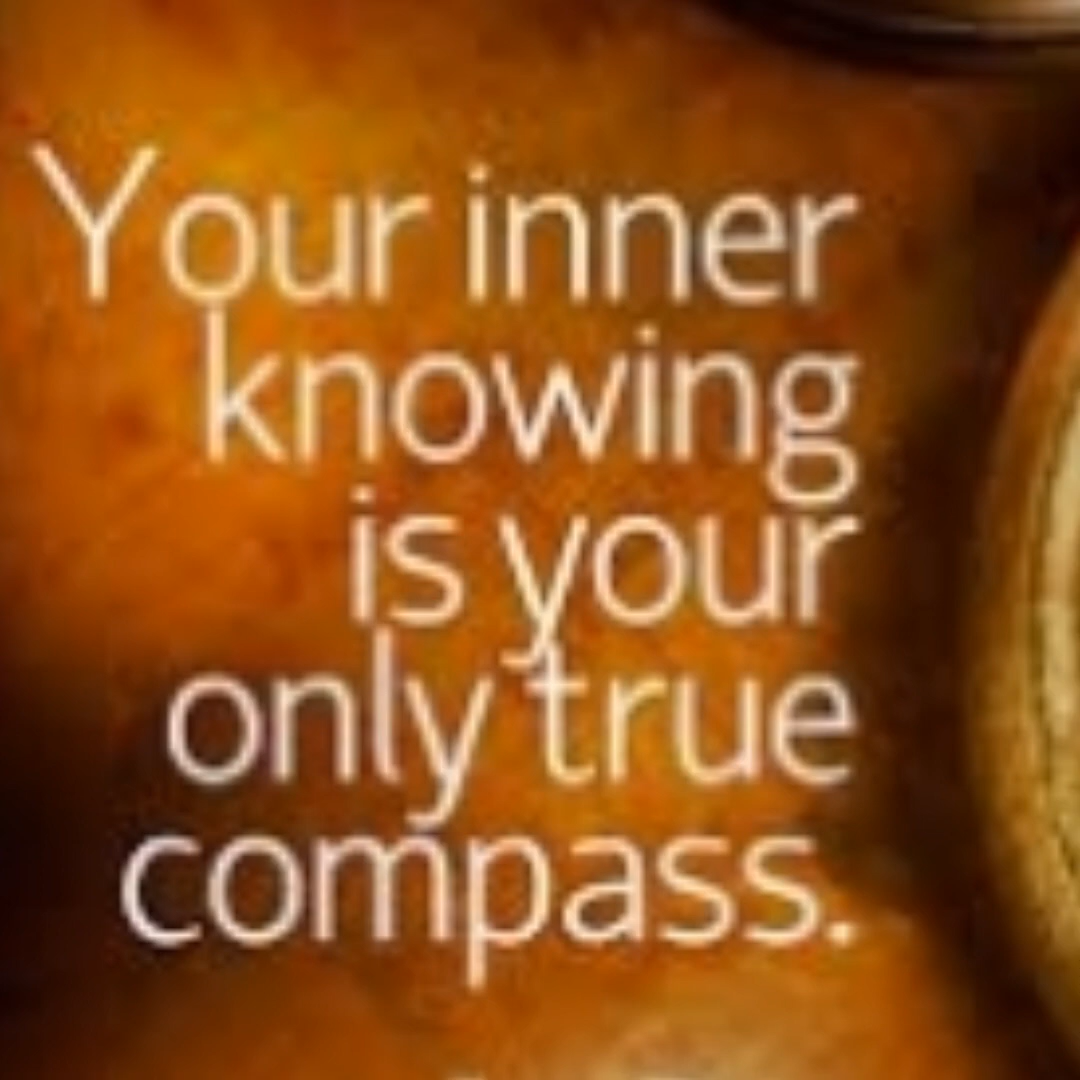 Your inner
knowing
is your
only true
compass.